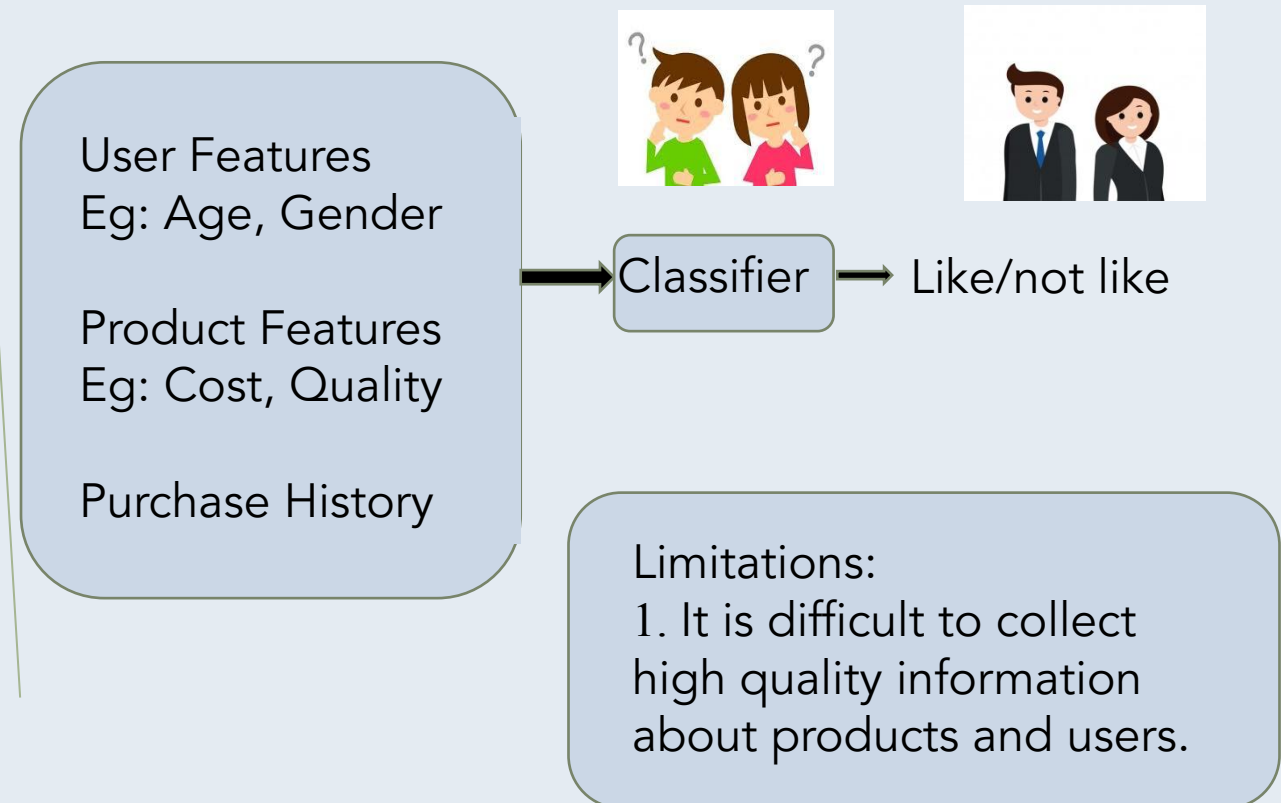 ? ?
User Features
Eg: Age, Gender
Product Features
Eg: Cost, Quality
Purchase History
Classifier
Like/not like
Limitations:
1. It is difficult to collect
high quality information
about products and users.